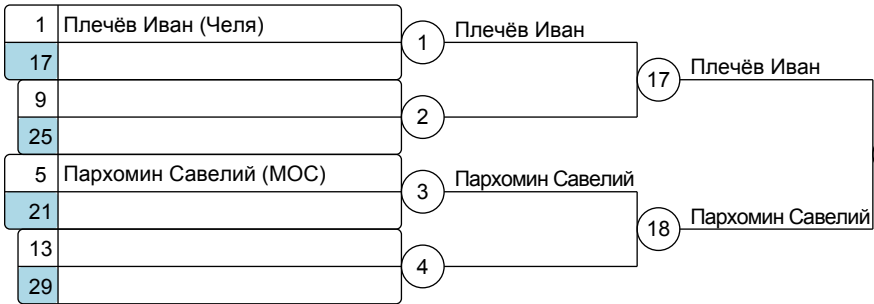 1 Плечёв Иван (Челя)
17
1 Плечёв Иван
9
25
2
17 Плечёв Иван
5 Пархомин Савелий (МОС)
21
3 Пархомин Савелий
13
29
4
18 Пархомин Савелий